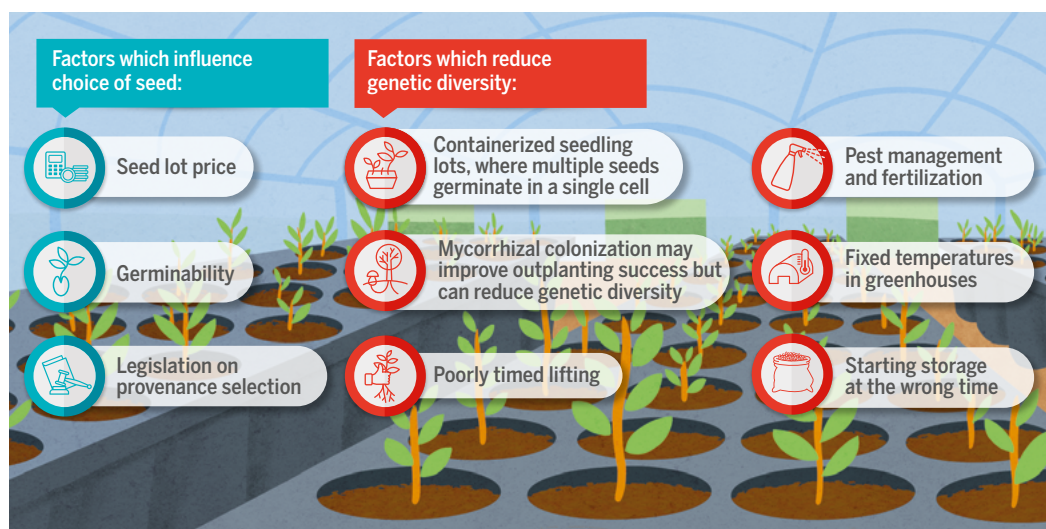 Factors which influence
choice of seed:
Seed lot price
Germinability
Legislation on
provenance selection
Factors which reduce
genetic diversity:
Containerized seedling
lots, where multiple seeds
germinate in a single cell
Mycorrhizal colonization may
improve outplanting success but
can reduce genetic diversity
Poorly timed lifting
Pest management
and fertilization
Fixed temperatures
in greenhouses
Starting storage
at the wrong time